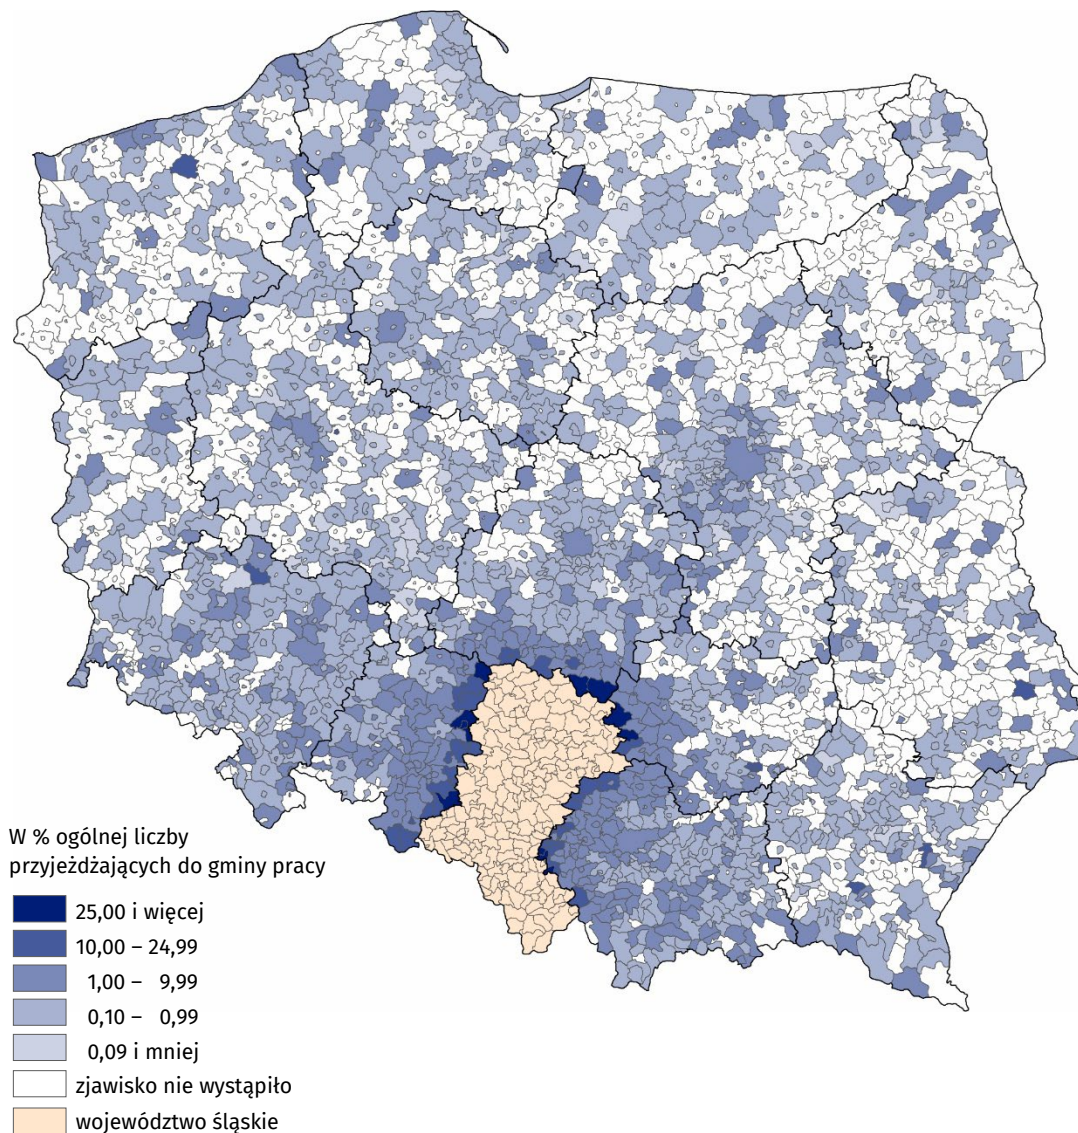 W % ogólnej liczby
przyjeżdżających do gminy pracy
25,00 i więcej
10,00 – 24,99
1,00 – 9,99
0,10 – 0,99
0,09 i mniej
zjawisko nie wystąpiło
województwo śląskie